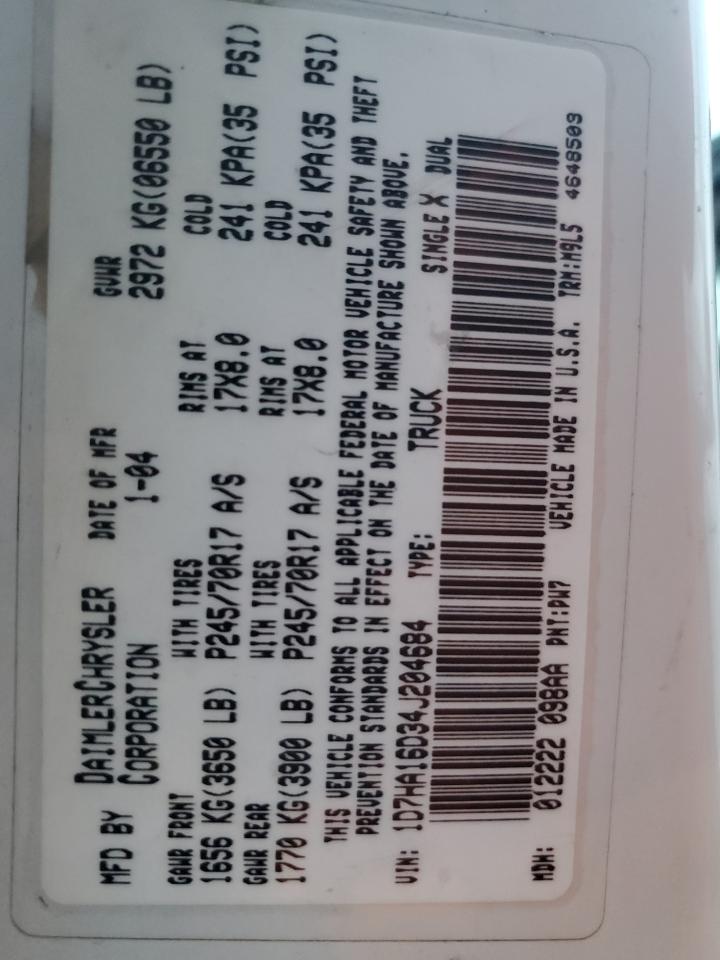 MFD BY DAIMLERCHRYSLER CORPORATION DATE OF MFR 1-04 GVWR 2972 KG(06550 LB)
GAWR FRONT WITH TIRES RIMS AT COLD
1656 KG(3650 LB) P245/70R17 A/S 17X8.0 241 KPA(35 PSI)
GAWR REAR WITH TIRES RIMS AT COLD
1770 KG(3900 LB) P245/70R17 A/S 17X8.0 241 KPA(35 PSI)
THIS VEHICLE CONFORMS TO ALL APPLICABLE FEDERAL MOTOR VEHICLE SAFETY AND THEFT
PREVENTION STANDARDS IN EFFECT ON THE DATE OF MANUFACTURE SHOWN ABOVE.
VIN: 1D7HA16D34J204684 TYPE: TRUCK SINGLE X DUAL
MDH: 012222 098AA PNT:PW7 VEHICLE MADE IN U.S.A. TRM:M9L5 4648503